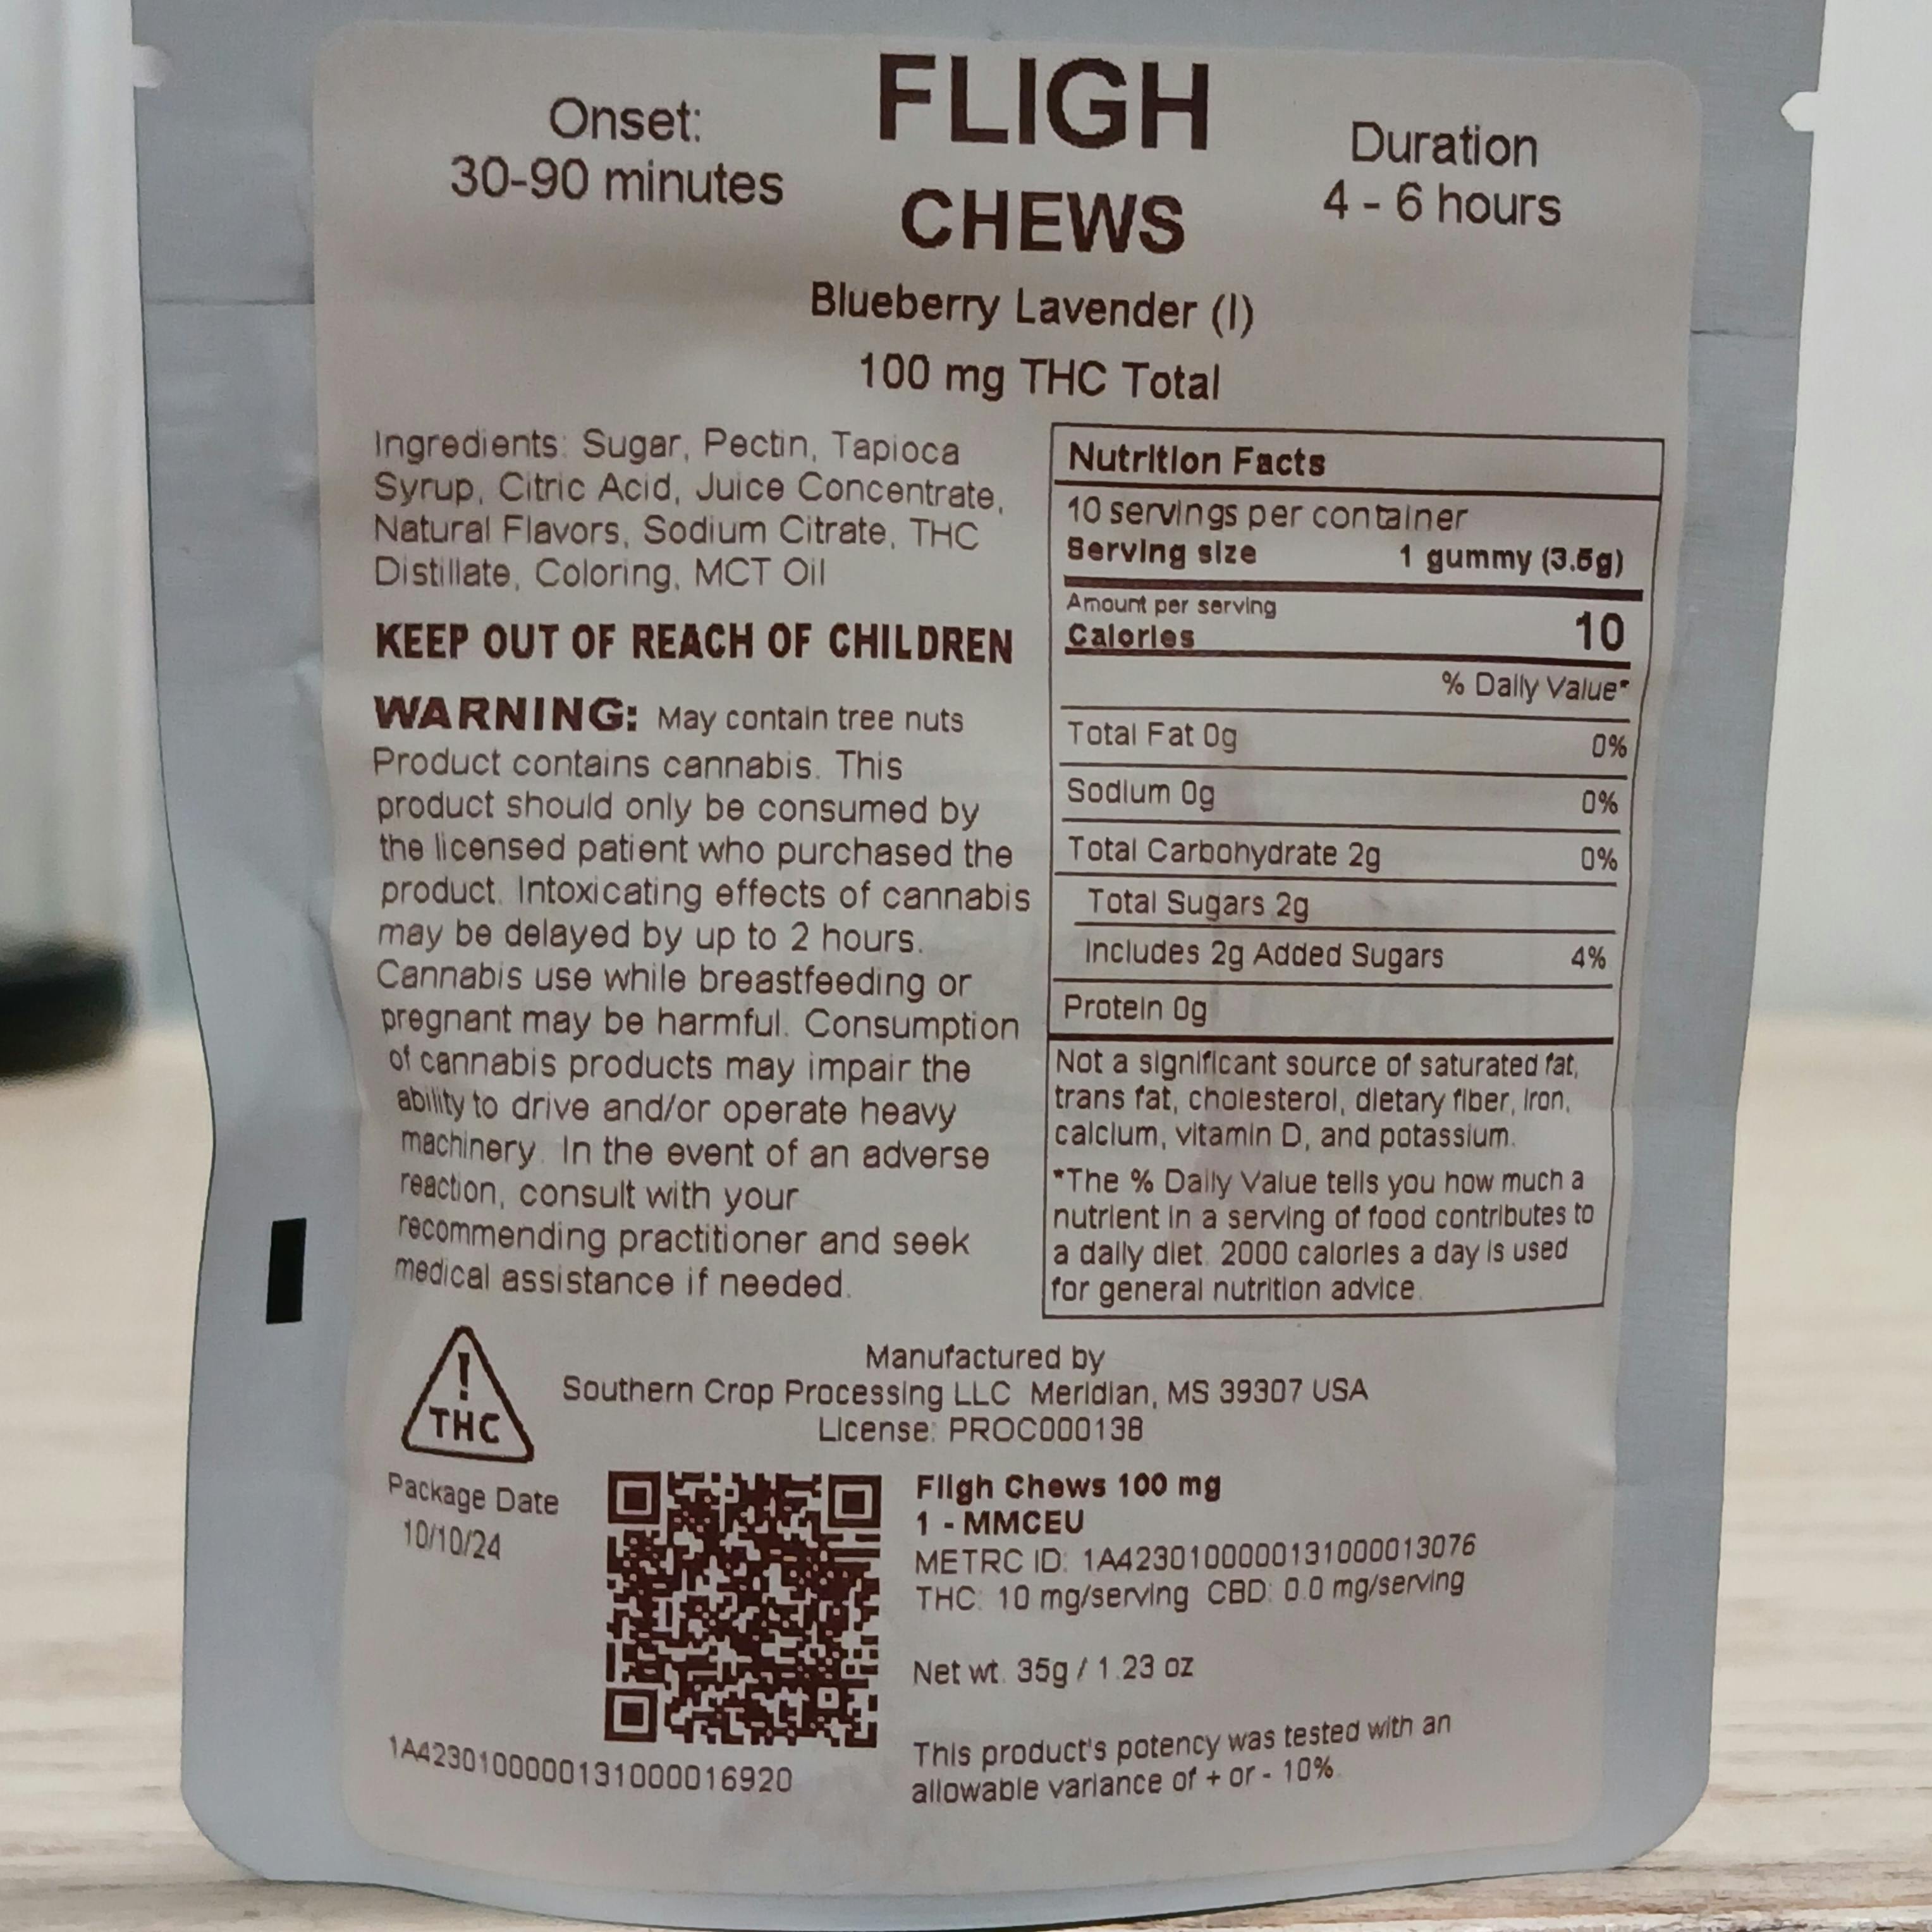 FLIGH
CHEWS
Onset:
30-90 minutes
Duration
4 - 6 hours
Blueberry Lavender (I)
100 mg THC Total
Ingredients: Sugar, Pectin, Tapioca
Syrup, Citric Acid, Juice Concentrate,
Natural Flavors, Sodium Citrate, THC
Distillate, Coloring, MCT Oil
KEEP OUT OF REACH OF CHILDREN
WARNING: May contain tree nuts
Product contains cannabis. This
product should only be consumed by
the licensed patient who purchased the
product. Intoxicating effects of cannabis
may be delayed by up to 2 hours.
Cannabis use while breastfeeding or
pregnant may be harmful. Consumption
of cannabis products may impair the
ability to drive and/or operate heavy
machinery. In the event of an adverse
reaction, consult with your
recommending practitioner and seek
medical assistance if needed.
Nutrition Facts
10 servings per container
Serving size 1 gummy (3.5g)
Amount per serving
Calories 10
% Daily Value*
Total Fat 0g 0%
Sodium 0g 0%
Total Carbohydrate 2g 0%
Total Sugars 2g
Includes 2g Added Sugars 4%
Protein 0g
Not a significant source of saturated fat,
trans fat, cholesterol, dietary fiber, iron,
calcium, vitamin D, and potassium.
*The % Daily Value tells you how much a
nutrient in a serving of food contributes to
a daily diet. 2000 calories a day is used
for general nutrition advice.
!
THC
Manufactured by
Southern Crop Processing LLC Meridian, MS 39307 USA
License: PROC000138
Package Date
10/10/24
Fligh Chews 100 mg
1 - MMCEU
METRC ID: 1A4230100000131000013076
THC: 10 mg/serving CBD: 0.0 mg/serving
Net wt. 35g / 1.23 oz
This product's potency was tested with an
allowable variance of + or - 10%.
1A4230100000131000016920